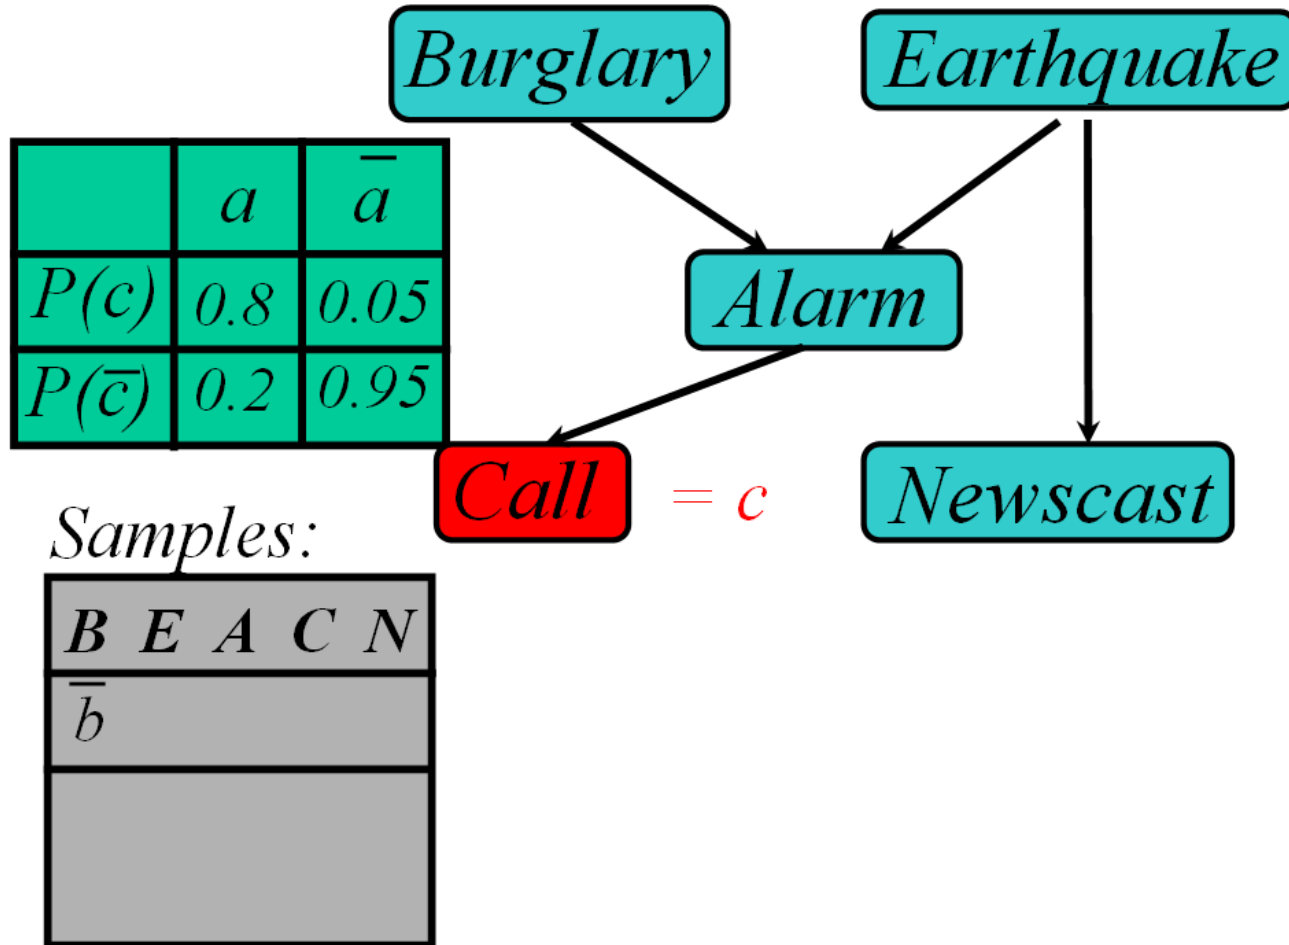 Burglary
Earthquake
a a̅
P(c) 0.8 0.05
P(c̅) 0.2 0.95
Alarm
Call = c
Newscast
Samples:
B E A C N
b̅